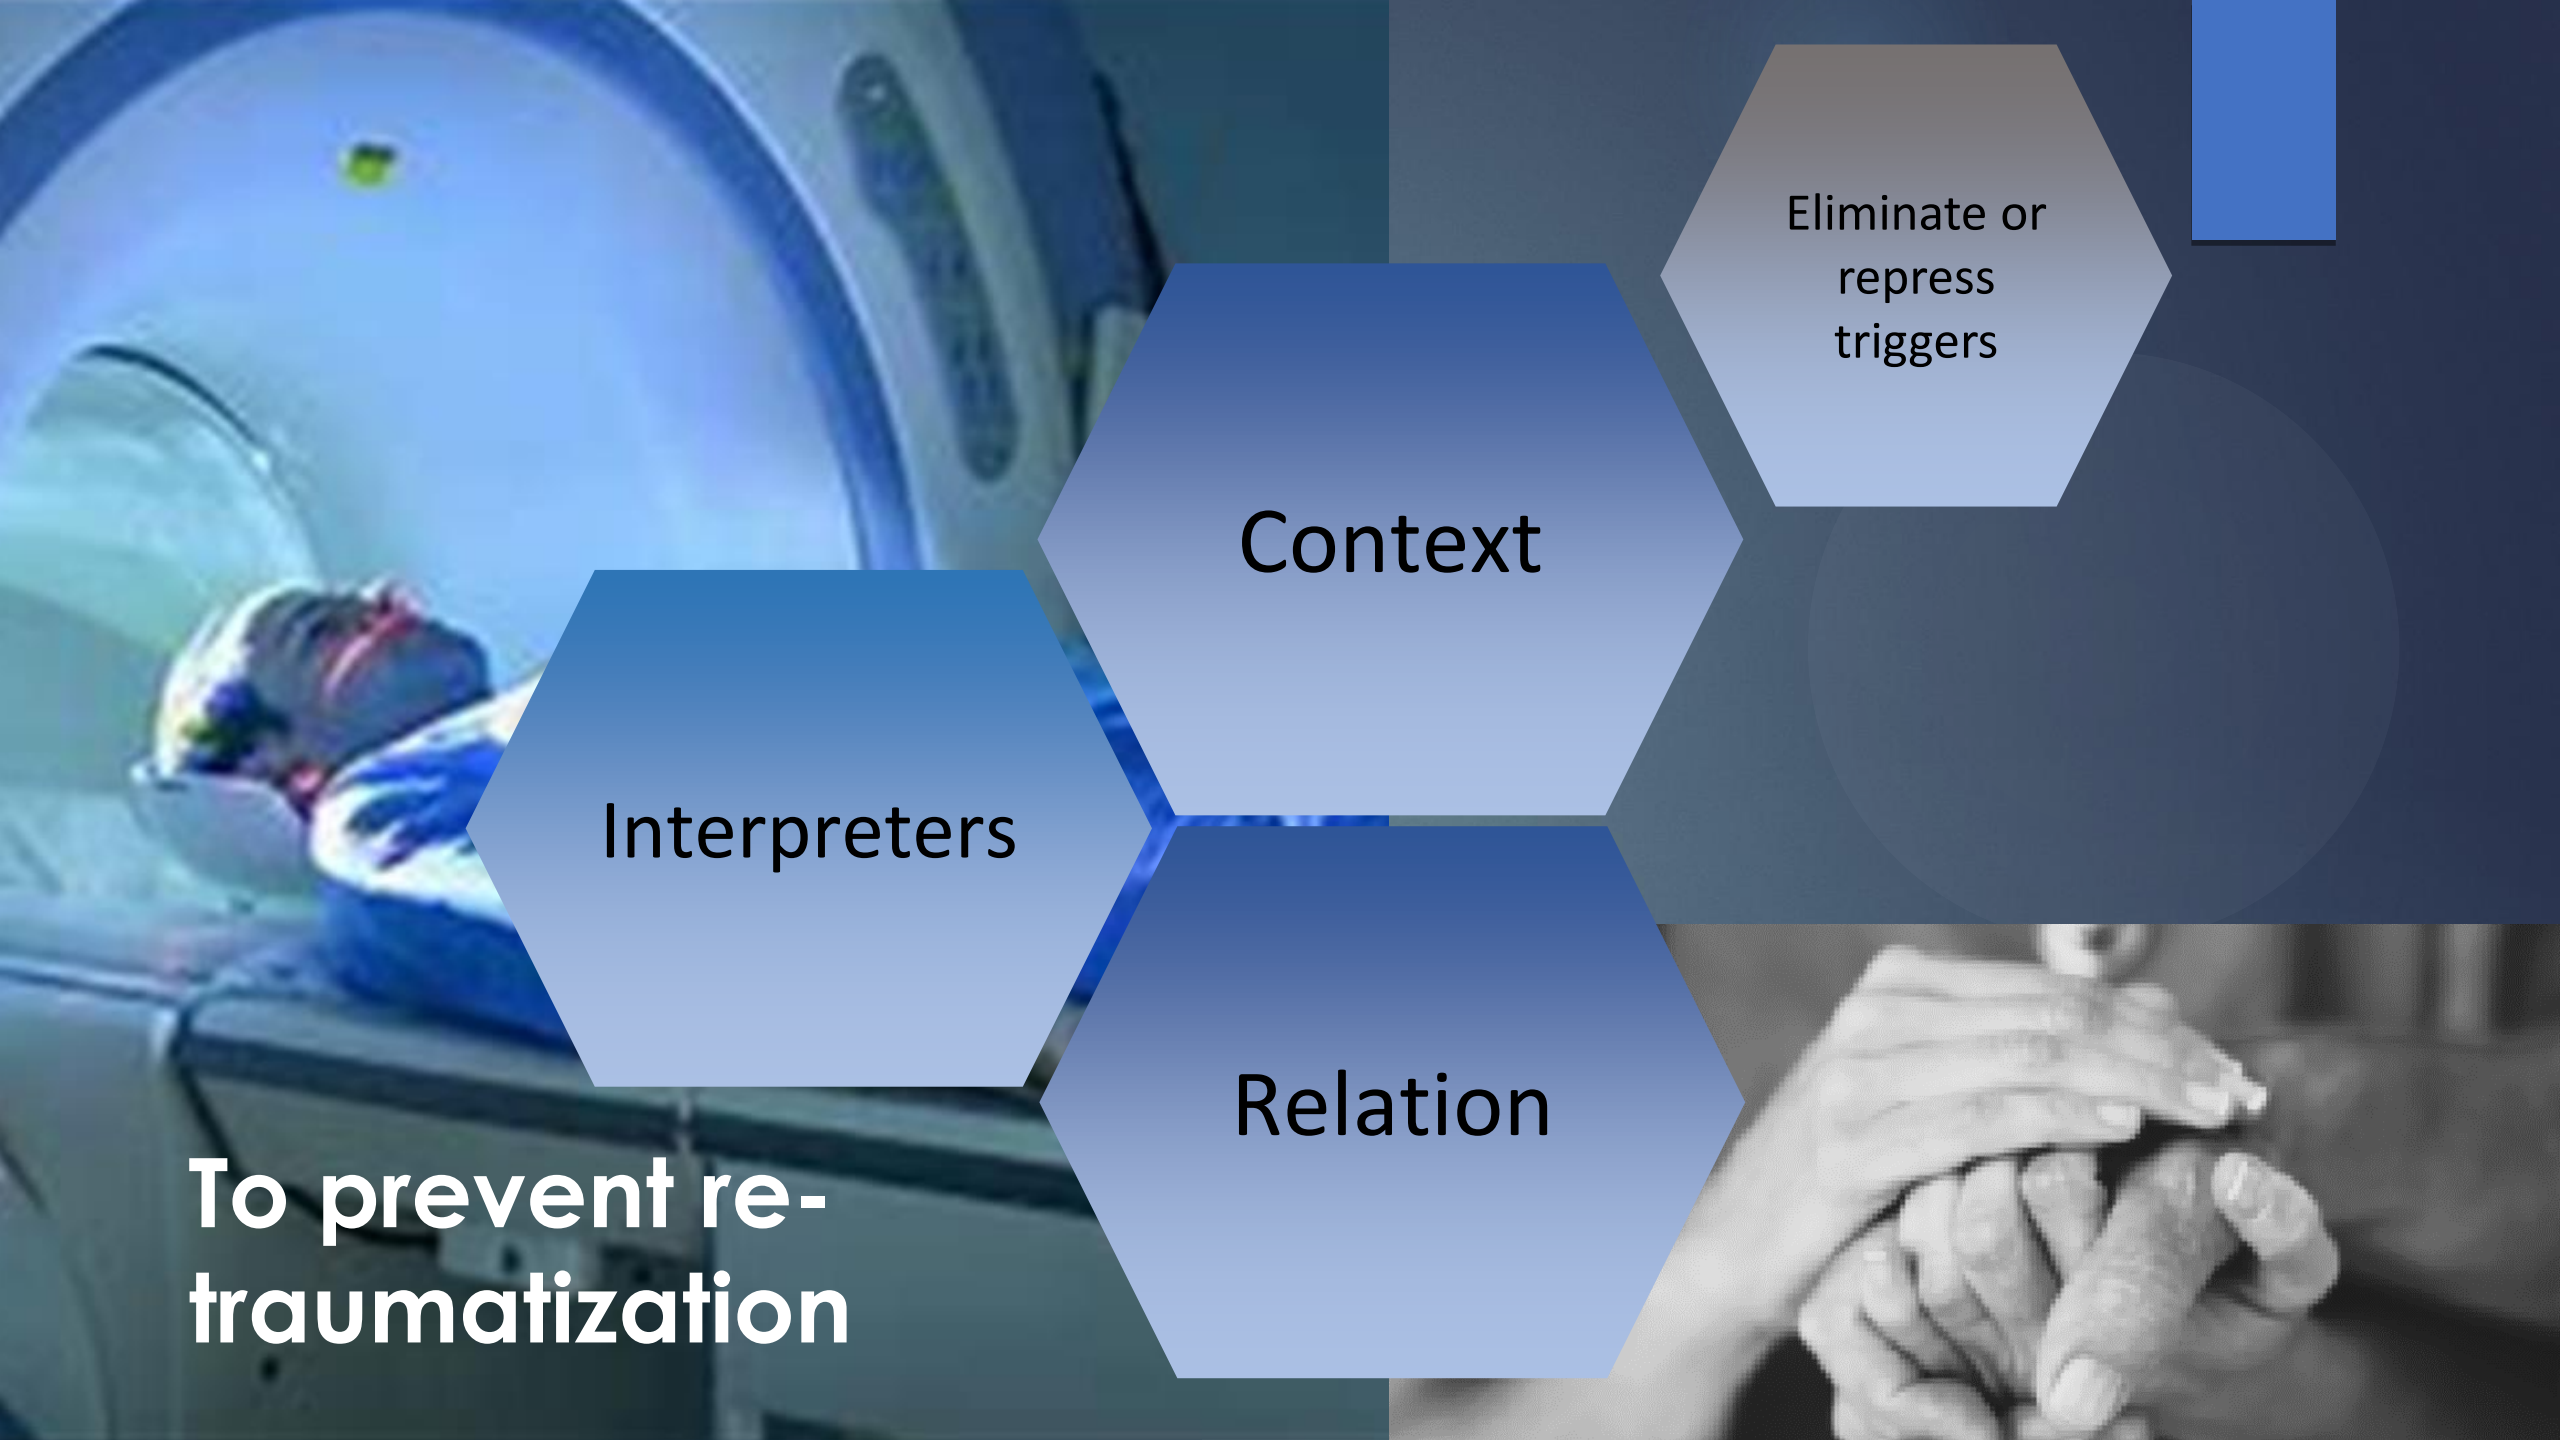 Eliminate or
repress
triggers
Context
Interpreters
Relation
To prevent re-
traumatization